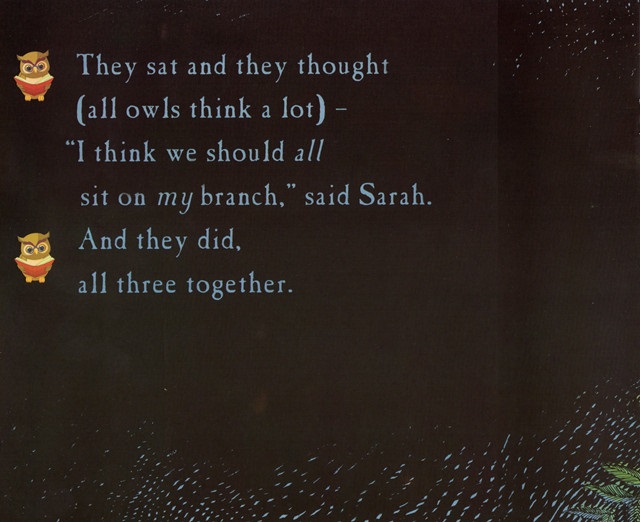 They sat and they thought
(all owls think a lot) –
“I think we should all
sit on my branch,” said Sarah.
And they did,
all three together.